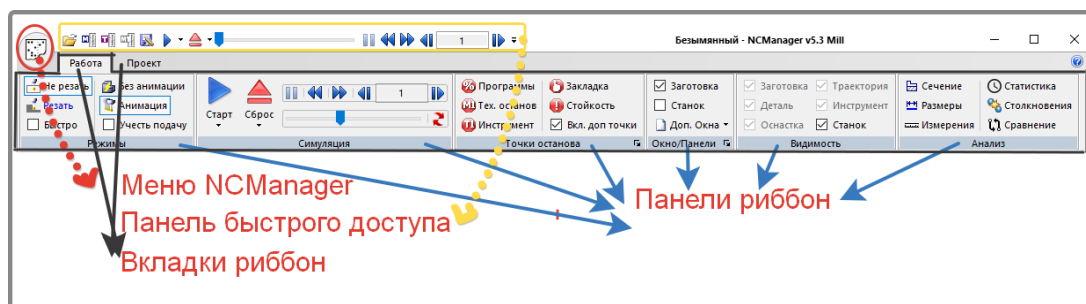 1 Безымянный - NCManager v5.3 Mill
Работа Проект
Не резать Без анимации 1 Программы Закладка Заготовка Заготовка Траектория Сечение Статистика
Резать Анимация Старт Сброс Тех. останов Стойкость Станок Деталь Инструмент Размеры Столкновения
Быстро Учесть подачу Инструмент Вкл. доп точки Доп. Окна Оснастка Станок Измерения Сравнение
Режимы Симуляция Точки останова Окно/Панели Видимость Анализ
Меню NCManager
Панели риббон
Панель быстрого доступа
Вкладки риббон